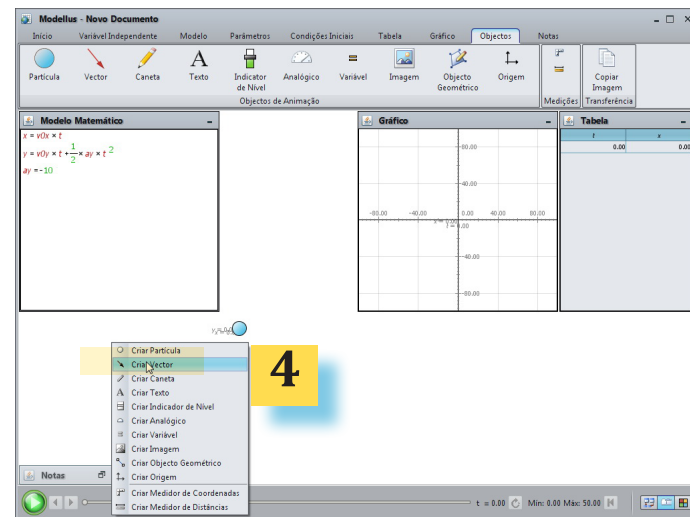 Modellus - Novo Documento
Início Variável Independente Modelo Parâmetros Condições Iniciais Tabela Gráfico Objectos Notas
Partícula Vector Caneta Texto Indicator de Nível Analógico Variável Imagem Objecto Geométrico Origem Copiar Imagem
Objectos de Animação Medições Transferência
Modelo Matemático
x = v0x × t
y = v0y × t + 1/2 × ay × t 2
ay = -10
Gráfico
80.00
40.00
-80.00 -40.00 0.00 40.00 80.00
-40.00
-80.00
Tabela
t x
0.00 0.00
Criar Partícula
Criar Vector
Criar Caneta
Criar Texto
Criar Indicador de Nível
Criar Analógico
Criar Variável
Criar Imagem
Criar Objecto Geométrico
Criar Origem
Criar Medidor de Coordenadas
Criar Medidor de Distâncias
4
Notas
t = 0.00 Mín: 0.00 Máx: 50.00